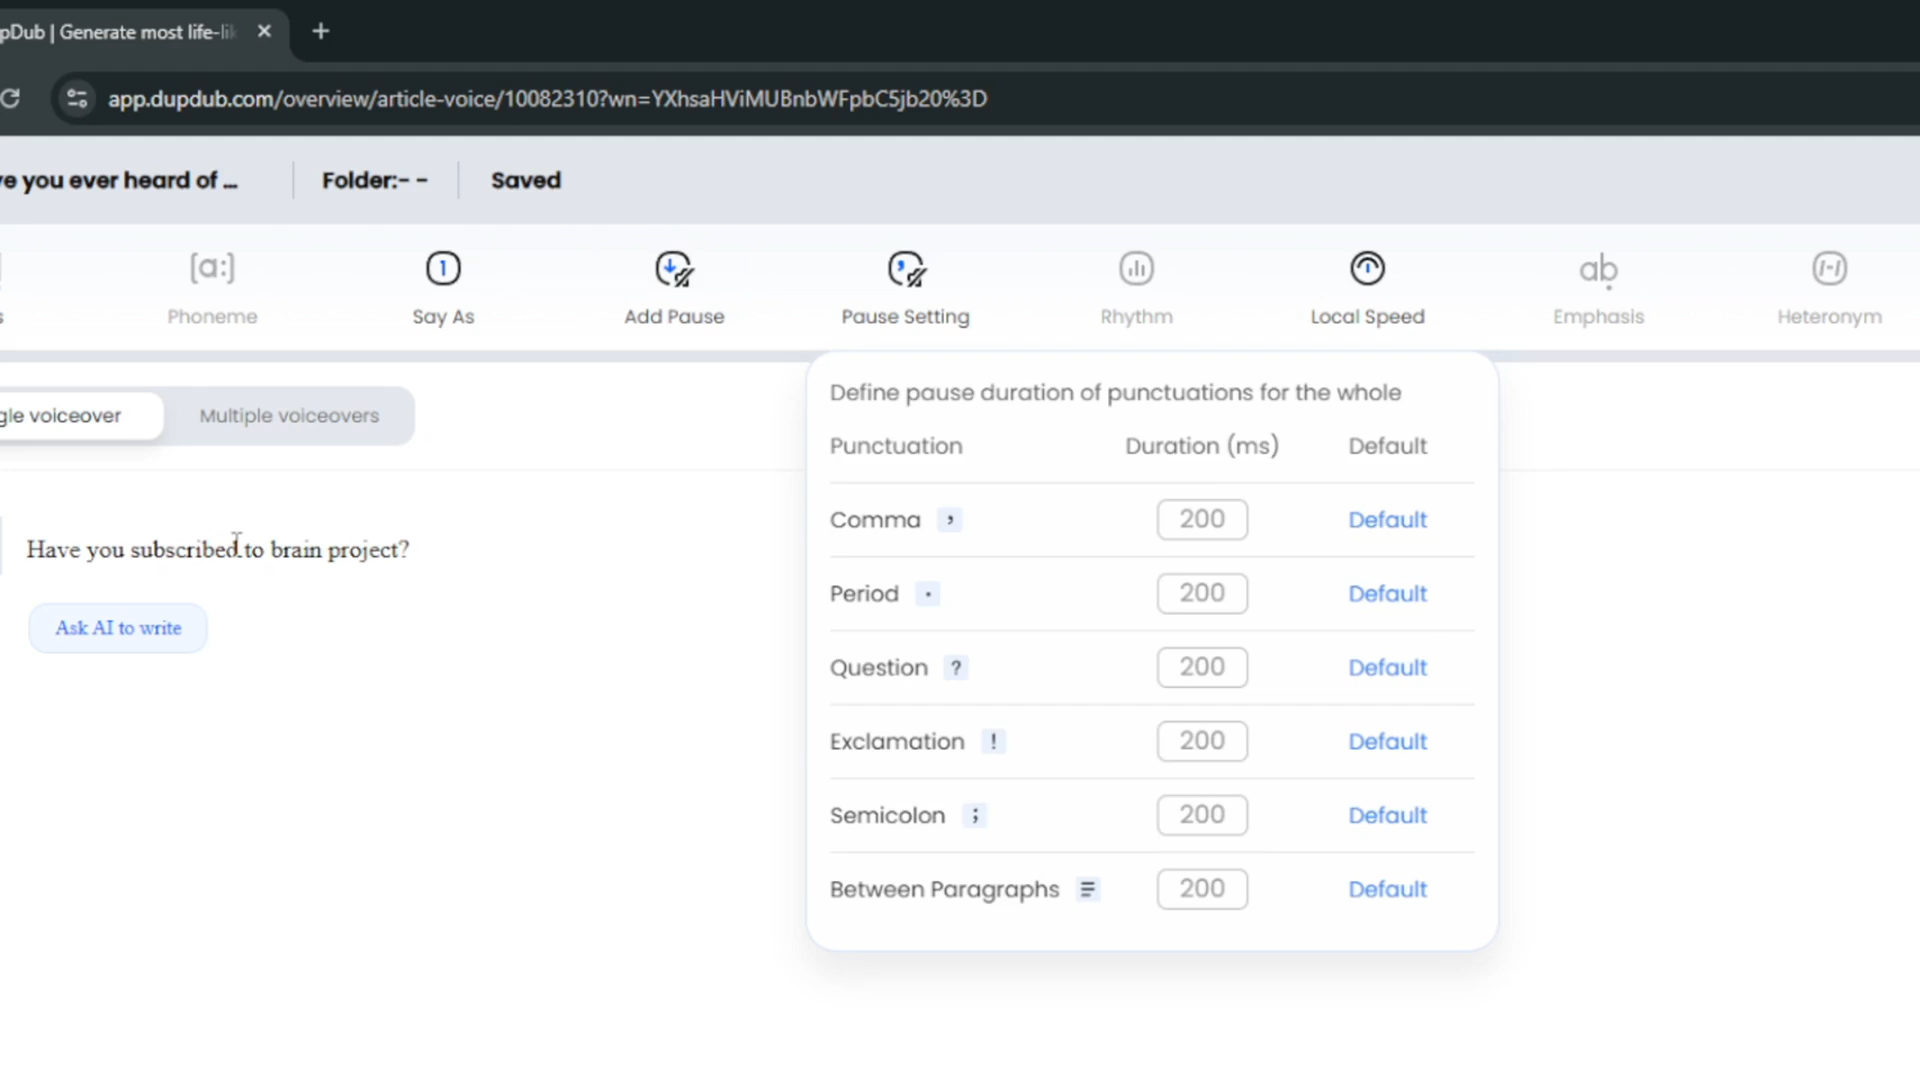 pDub | Generate most life-li
app.dupdub.com/overview/article-voice/10082310?wn=YXhsaHViMUBnbWFpbC5jb20%3D
ve you ever heard of ... Folder:- - Saved
s Phoneme Say As Add Pause Pause Setting Rhythm Local Speed Emphasis Heteronym
gle voiceover Multiple voiceovers
Have you subscribed to brain project?
Ask AI to write
Define pause duration of punctuations for the whole
Punctuation Duration (ms) Default
Comma , 200 Default
Period . 200 Default
Question ? 200 Default
Exclamation ! 200 Default
Semicolon ; 200 Default
Between Paragraphs 200 Default